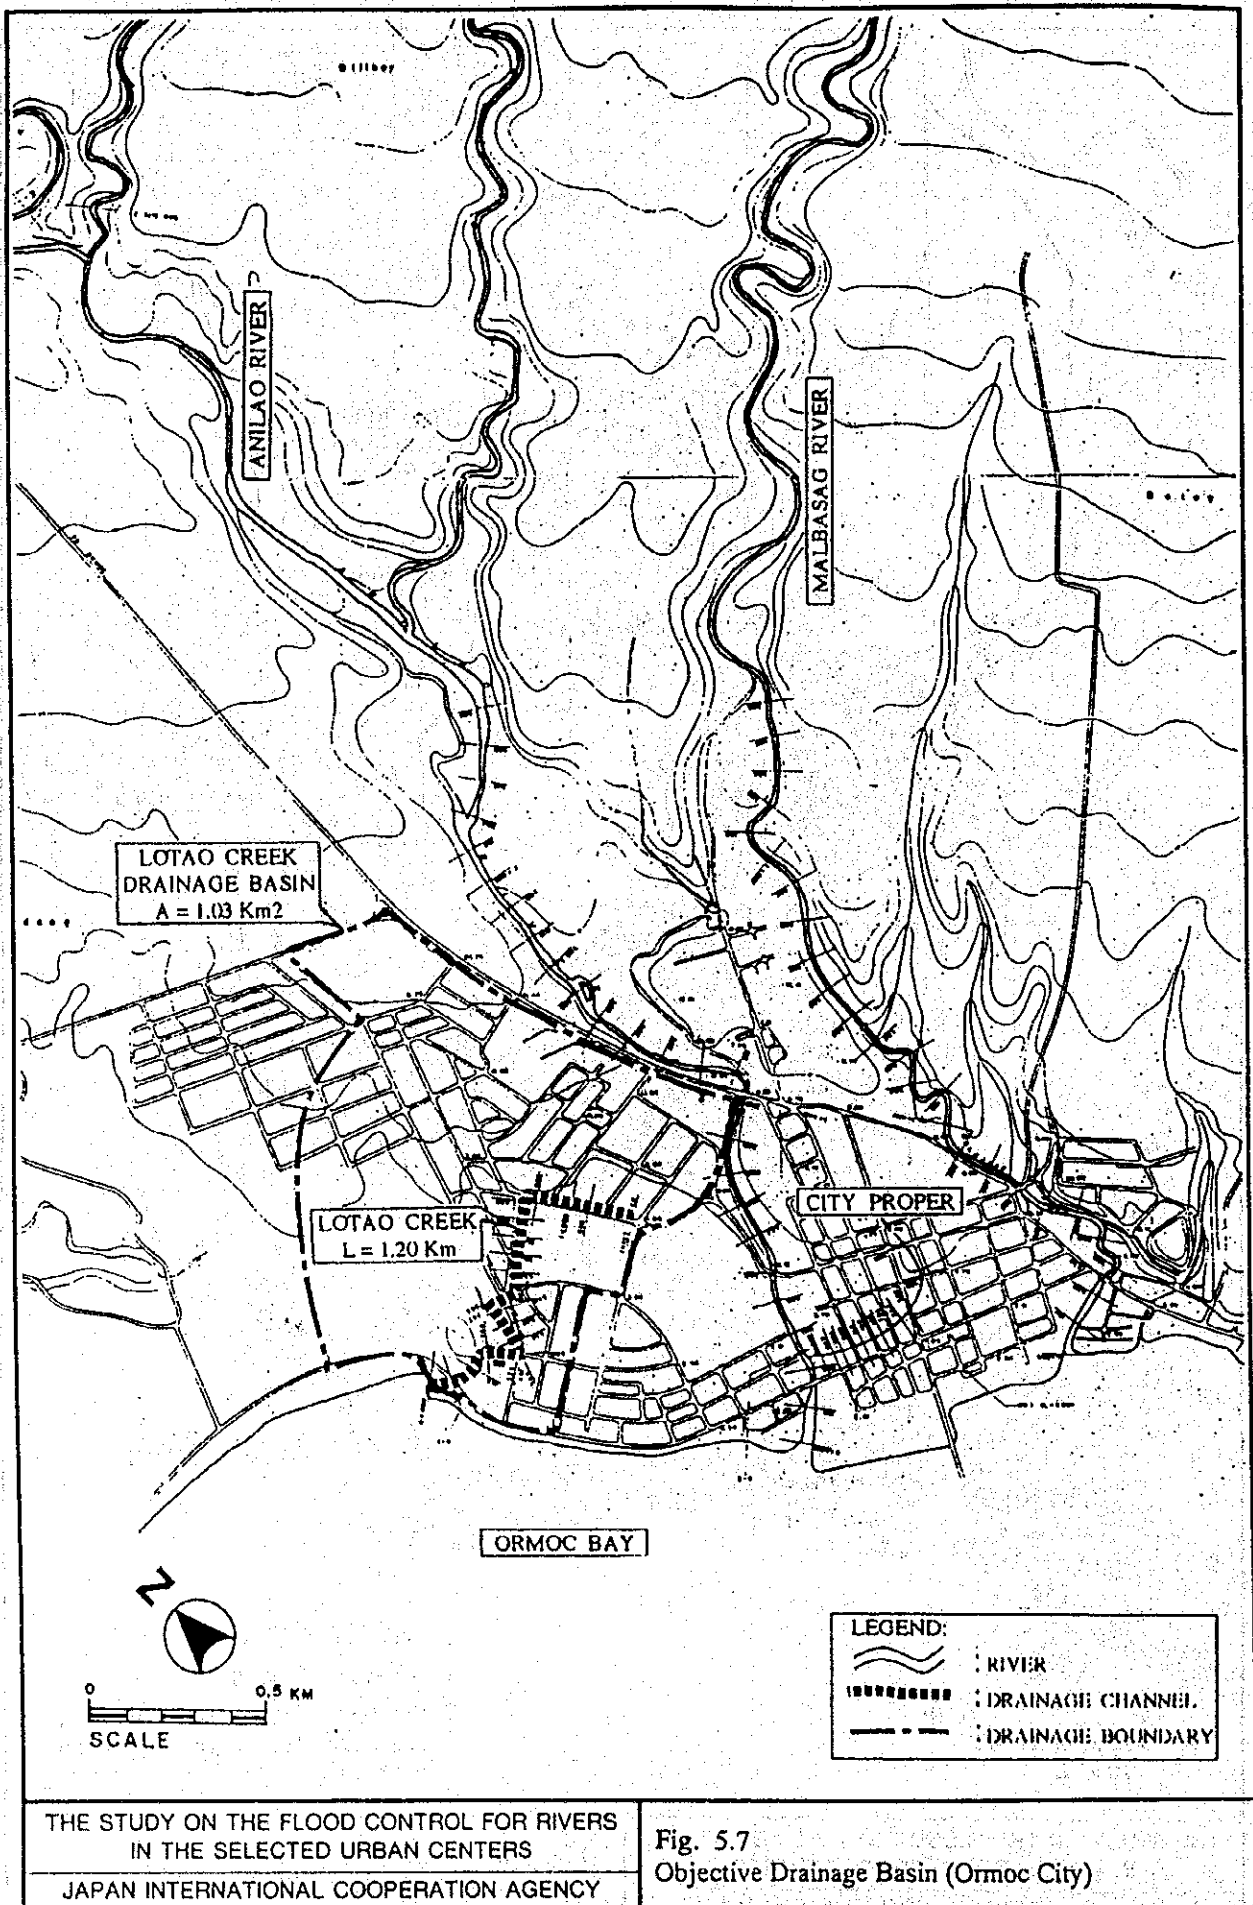 ANILAO RIVER
MALBASAG RIVER
LOTAO CREEK
DRAINAGE BASIN
A = 1.03 Km2
CITY PROPER
LOTAO CREEK
L = 1.20 Km
ORMOC BAY
N
0 0.5 KM
SCALE
LEGEND:
: RIVER
: DRAINAGE CHANNEL
: DRAINAGE BOUNDARY
THE STUDY ON THE FLOOD CONTROL FOR RIVERS
IN THE SELECTED URBAN CENTERS
JAPAN INTERNATIONAL COOPERATION AGENCY
Fig. 5.7
Objective Drainage Basin (Ormoc City)